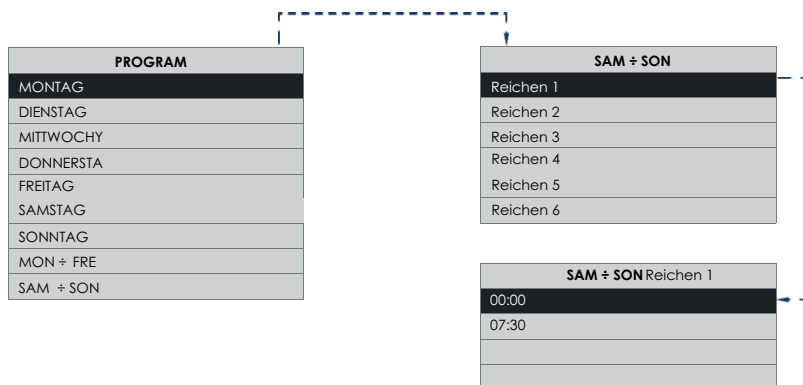 PROGRAM
MONTAG
DIENSTAG
MITTWOCHY
DONNERSTA
FREITAG
SAMSTAG
SONNTAG
MON ÷ FRE
SAM ÷ SON
SAM ÷ SON
Reichen 1
Reichen 2
Reichen 3
Reichen 4
Reichen 5
Reichen 6
SAM ÷ SON Reichen 1
00:00
07:30